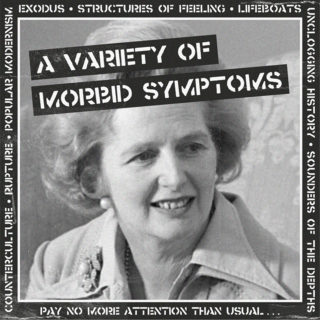 EXODUS • STRUCTURES OF FEELING • LIFEBOATS
UNCLOGGING HISTORY • SOUNDERS OF THE DEPTHS
COUNTERCULTURE • RUPTURE • POPULAR MODERNISM
A VARIETY OF
MORBID SYMPTOMS
PAY NO MORE ATTENTION THAN USUAL . . .